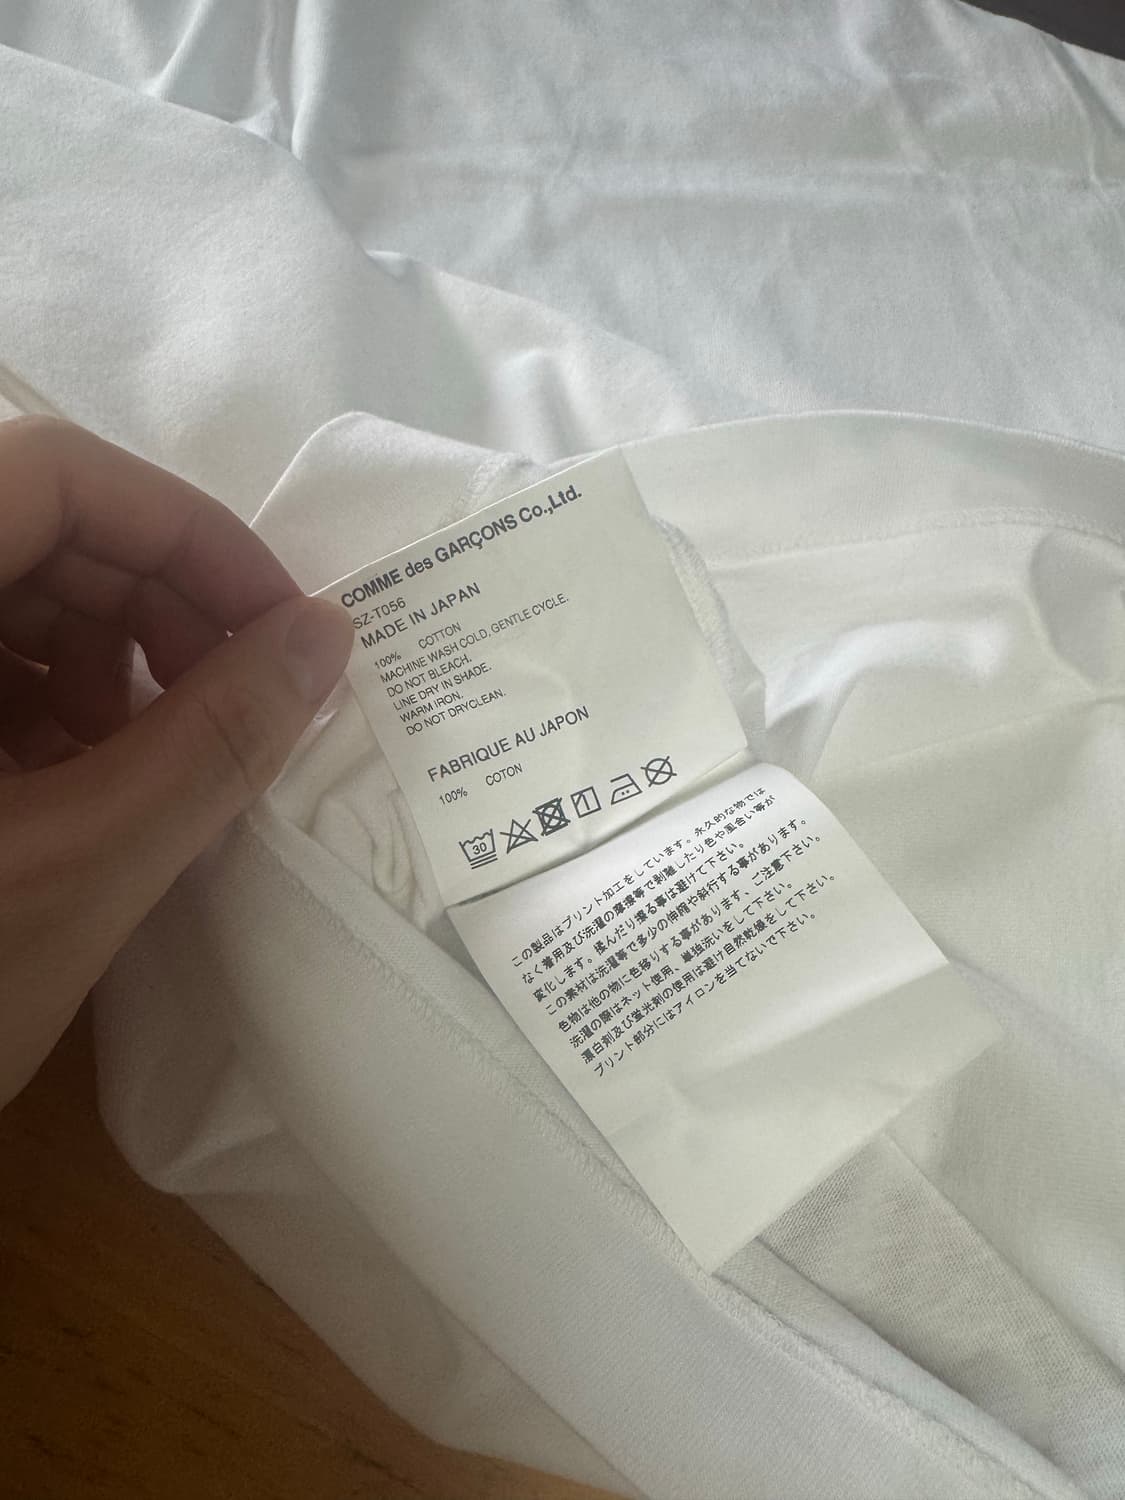 COMME des GARÇONS Co.,Ltd.
SZ-T056
MADE IN JAPAN
100% COTTON
MACHINE WASH COLD, GENTLE CYCLE.
DO NOT BLEACH.
LINE DRY IN SHADE.
WARM IRON.
DO NOT DRYCLEAN.
FABRIQUE AU JAPON
100% COTON
30
この製品はプリント加工をしています。永久的な物では
なく着用及び洗濯の摩擦等で剥離したり色や風合い等が
変化します。揉んだり擦る事は避けて下さい。
この素材は洗濯等で多少の伸縮や斜行する事があります。
色物は他の物に色移りする事があります、ご注意下さい。
洗濯の際はネット使用、単独洗いをして下さい。
漂白剤及び蛍光剤の使用は避け自然乾燥をして下さい。
プリント部分にはアイロンを当てないで下さい。